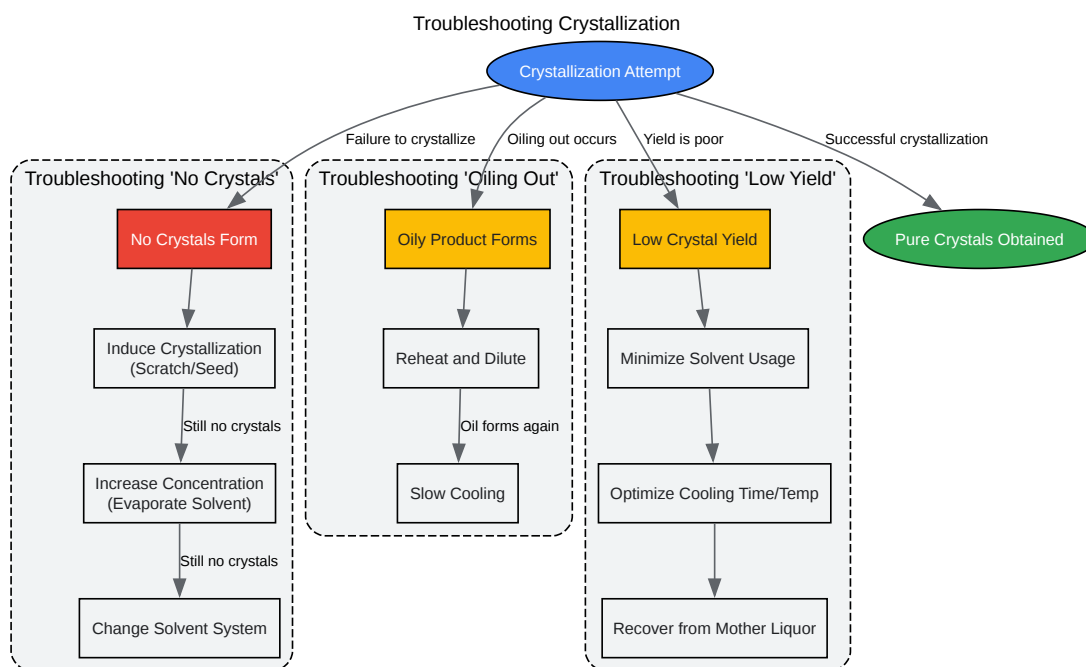 Troubleshooting Crystallization
Crystallization Attempt
Failure to crystallize
Oiling out occurs
Yield is poor
Successful crystallization
Troubleshooting 'No Crystals'
Troubleshooting 'Oiling Out'
Troubleshooting 'Low Yield'
No Crystals Form
Oily Product Forms
Low Crystal Yield
Pure Crystals Obtained
Induce Crystallization
(Scratch/Seed)
Reheat and Dilute
Minimize Solvent Usage
Still no crystals
Oil forms again
Increase Concentration
(Evaporate Solvent)
Slow Cooling
Optimize Cooling Time/Temp
Still no crystals
Change Solvent System
Recover from Mother Liquor